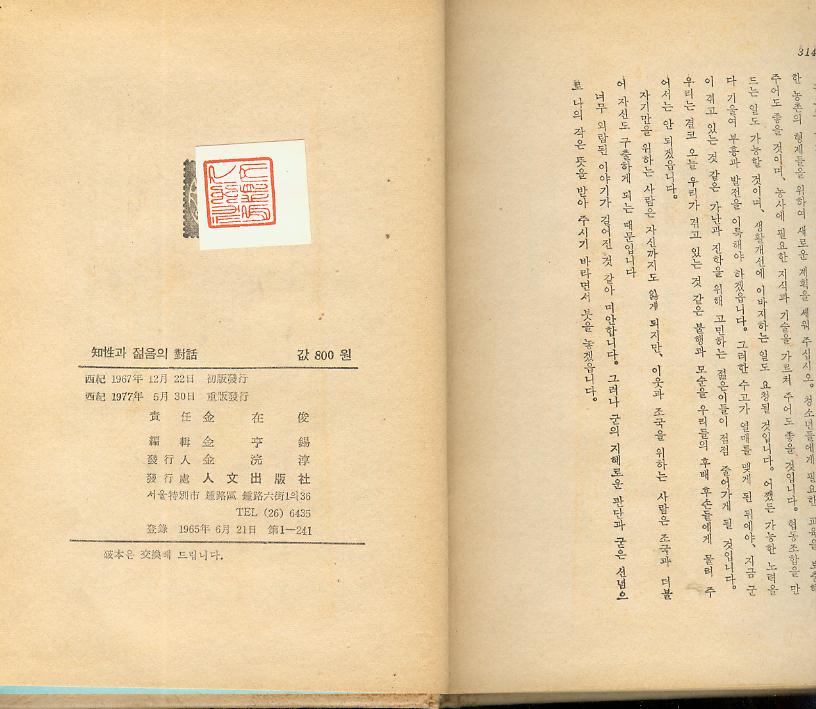 314
한 농촌의 형제들을 위하여 새로운 계획을 세워 주십시오. 청소년들에게 필요한 교육을
주어도 좋을 것이며, 농사에 필요한 지식과 기술을 가르쳐 주어도 좋을 것입니다. 협동조합을 만
드는 일도 가능할 것이며, 생활개선에 이바지하는 일도 요청될 것입니다. 어쨌든 가능한 노력을
다 기울여 부흥과 발전을 이룩해야 하겠읍니다. 그러한 수고가 열매를 맺게 된 뒤에야, 지금 군
이 겪고 있는 것 같은 가난과 진학을 위해 고민하는 젊은이들이 점점 줄어가게 될 것입니다.
우리는 결코 오늘 우리가 겪고 있는 것 같은 불행과 모순을 우리들의 후배 후손들에게 물려 주
어서는 안 되겠읍니다.
자기만을 위하는 사람은 자신까지도 잃게 되지만, 이웃과 조국을 위하는 사람은 조국과 더불
어 자신도 구출하게 되는 때문입니다
너무 외람된 이야기가 길어진 것 같아 미안합니다. 그러나 군의 지혜로운 판단과 굳은 신념으
로 나의 작은 뜻을 받아 주시기 바라면서 붓을 놓겠읍니다.
知性과 젊음의 對話 값 800 원
西紀 1967年 12月 22日 初版發行
西紀 1977年 5月 30日 重版發行
責任 金在俊
編輯 金亨錫
發行人 金浣淳
發行處 人文出版社
서울特別市 鍾路區 鍾路六街1의36
TEL (26) 6435
登錄 1965年 6月 21日 第1—241
破本은 交換해 드립니다.